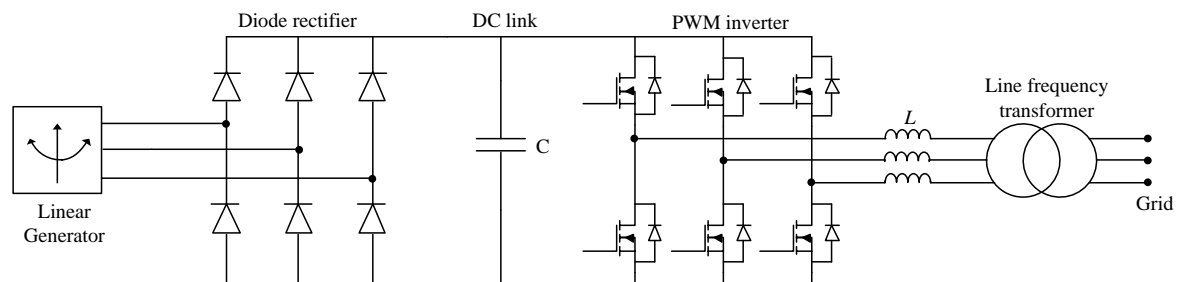 Diode rectifier
DC link
PWM inverter
Line frequency
transformer
L
C
Linear
Generator
Grid